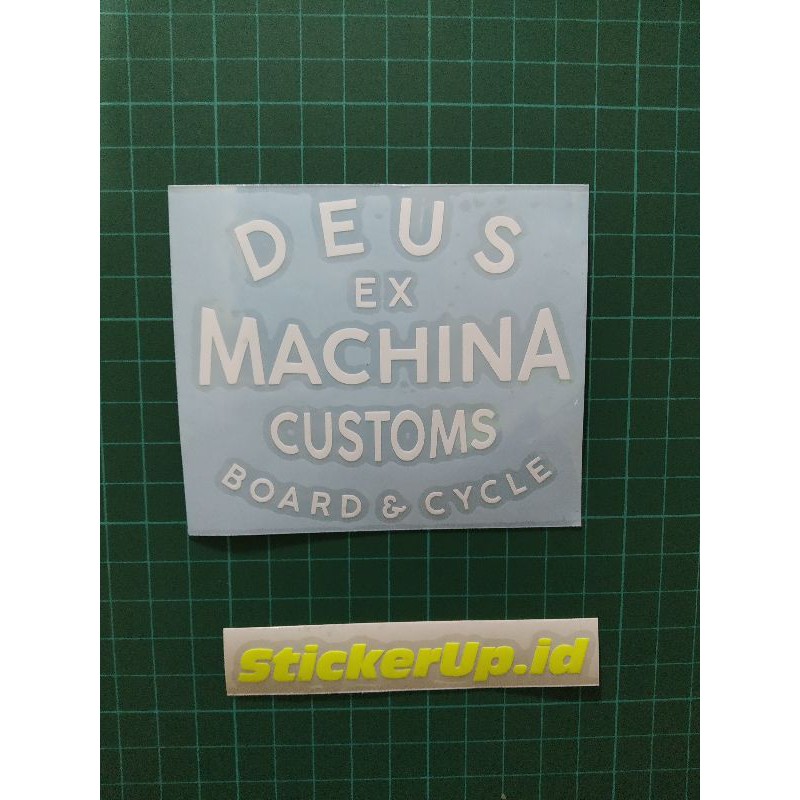 DEUS
EX
MACHINA
CUSTOMS
BOARD & CYCLE
StickerUp.id